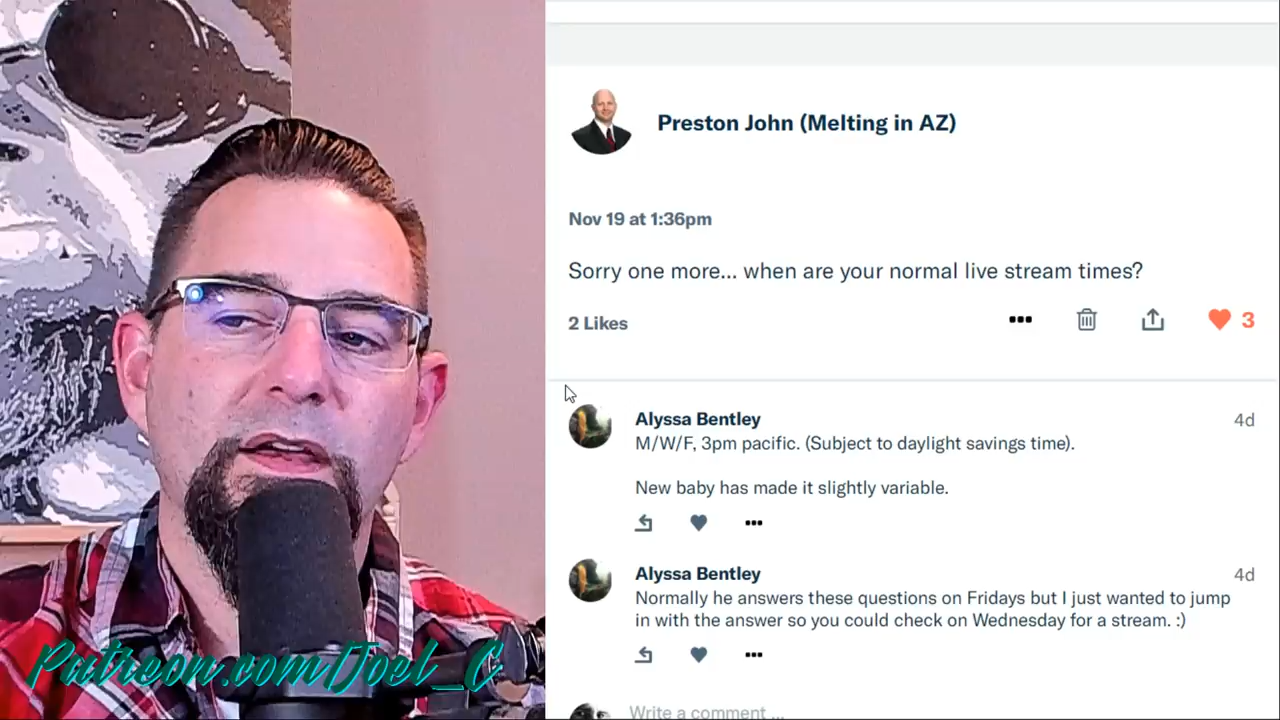 Preston John (Melting in AZ)
Nov 19 at 1:36pm
Sorry one more... when are your normal live stream times?
2 Likes
3
Alyssa Bentley
4d
M/W/F, 3pm pacific. (Subject to daylight savings time).
New baby has made it slightly variable.
Alyssa Bentley
4d
Normally he answers these questions on Fridays but I just wanted to jump
in with the answer so you could check on Wednesday for a stream. :)
Write a comment ...
Patreon.com/Joel_C